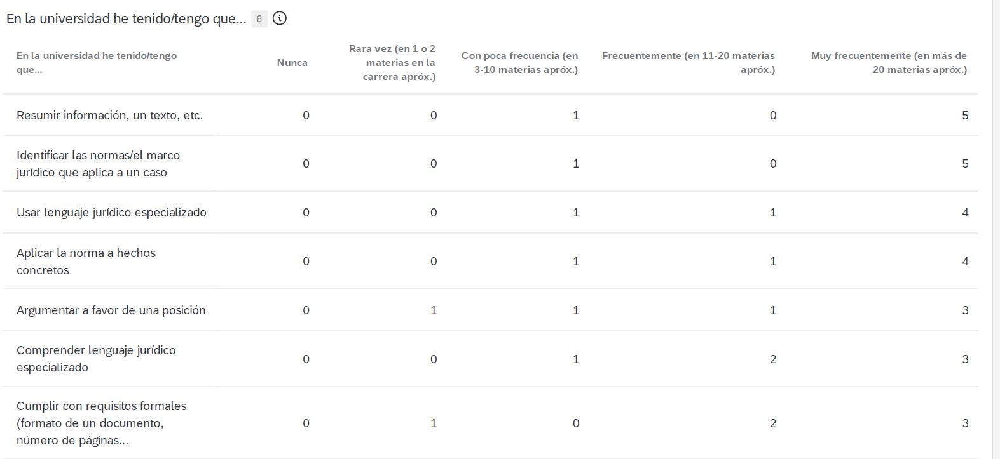 En la universidad he tenido/tengo que... 6
En la universidad he tenido/tengo
que...
Nunca
Rara vez (en 1 o 2
materias en la
carrera apróx.)
Con poca frecuencia (en
3-10 materias apróx.)
Frecuentemente (en 11-20 materias
apróx.)
Muy frecuentemente (en más de
20 materias apróx.)
Resumir información, un texto, etc. 0 0 1 0 5
Identificar las normas/el marco
jurídico que aplica a un caso 0 0 1 0 5
Usar lenguaje jurídico especializado 0 0 1 1 4
Aplicar la norma a hechos
concretos 0 0 1 1 4
Argumentar a favor de una posición 0 1 1 1 3
Comprender lenguaje jurídico
especializado 0 0 1 2 3
Cumplir con requisitos formales
(formato de un documento, 0 1 0 2 3
número de páginas...